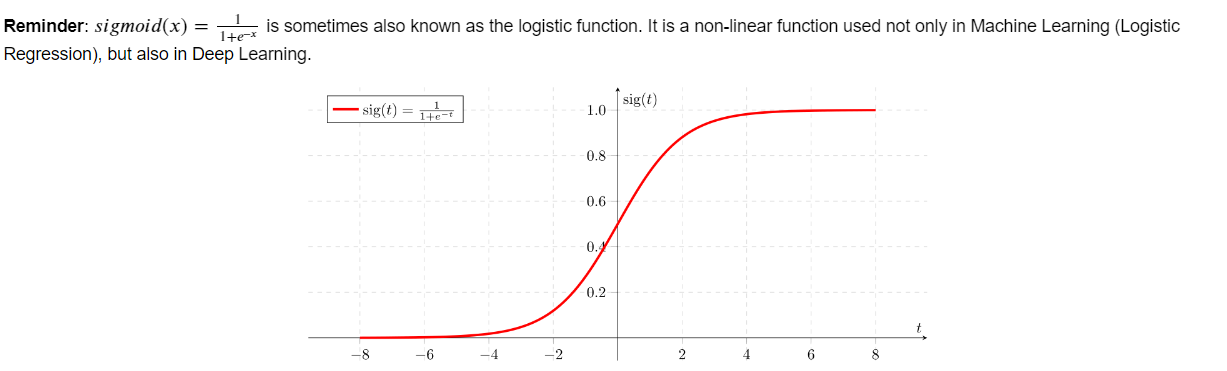 Reminder: sigmoid(x) = 1/(1+e^−x) is sometimes also known as the logistic function. It is a non-linear function used not only in Machine Learning (Logistic
Regression), but also in Deep Learning.
sig(t) = 1/(1+e^−t)
sig(t)
1.0
0.8
0.6
0.4
0.2
t
−8 −6 −4 −2 2 4 6 8